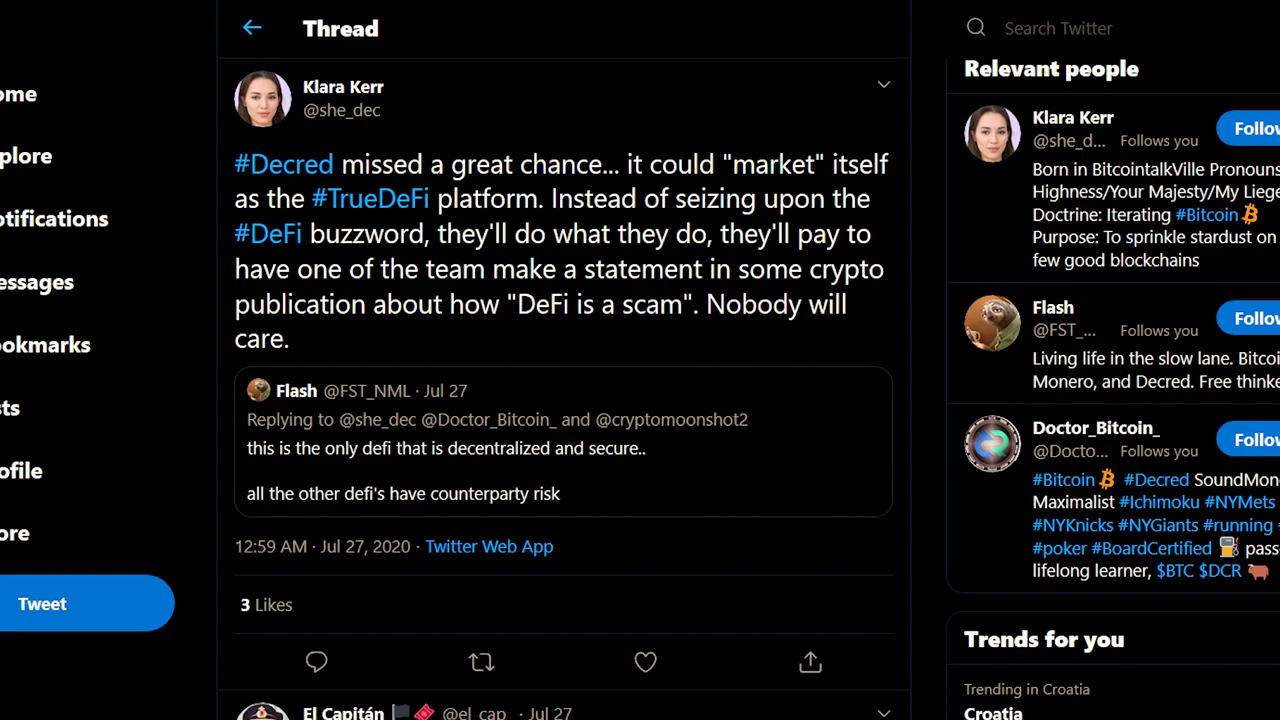 ome
plore
otifications
essages
ookmarks
sts
ofile
ore
Tweet
Thread
Klara Kerr
@she_dec
#Decred missed a great chance... it could "market" itself
as the #TrueDeFi platform. Instead of seizing upon the
#DeFi buzzword, they'll do what they do, they'll pay to
have one of the team make a statement in some crypto
publication about how "DeFi is a scam". Nobody will
care.
Flash @FST_NML · Jul 27
Replying to @she_dec @Doctor_Bitcoin_ and @cryptomoonshot2
this is the only defi that is decentralized and secure..
all the other defi's have counterparty risk
12:59 AM · Jul 27, 2020 · Twitter Web App
3 Likes
El Capitán @el_cap_ · Jul 27
Search Twitter
Relevant people
Klara Kerr
@she_d... Follows you
Follo
Born in BitcointalkVille Pronouns
Highness/Your Majesty/My Liege
Doctrine: Iterating #Bitcoin
Purpose: To sprinkle stardust on
few good blockchains
Flash
@FST_... Follows you
Follo
Living life in the slow lane. Bitcoi
Monero, and Decred. Free thinke
Doctor_Bitcoin_
@Docto... Follows you
Follo
#Bitcoin #Decred SoundMon
Maximalist #Ichimoku #NYMets
#NYKnicks #NYGiants #running
#poker #BoardCertified pass
lifelong learner, $BTC $DCR
Trends for you
Trending in Croatia
Croatia